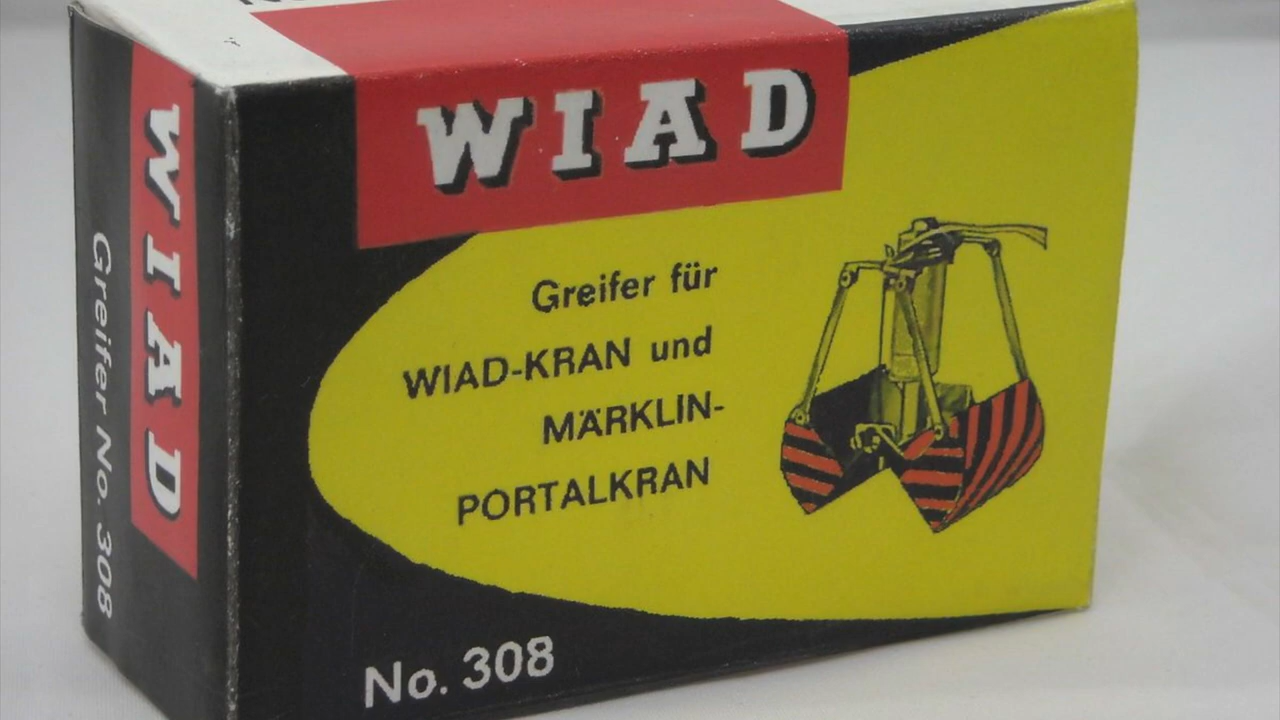 WIAD
Greifer für
WIAD-KRAN und
MÄRKLIN-
PORTALKRAN
No. 308
WIAD
Greifer No. 308